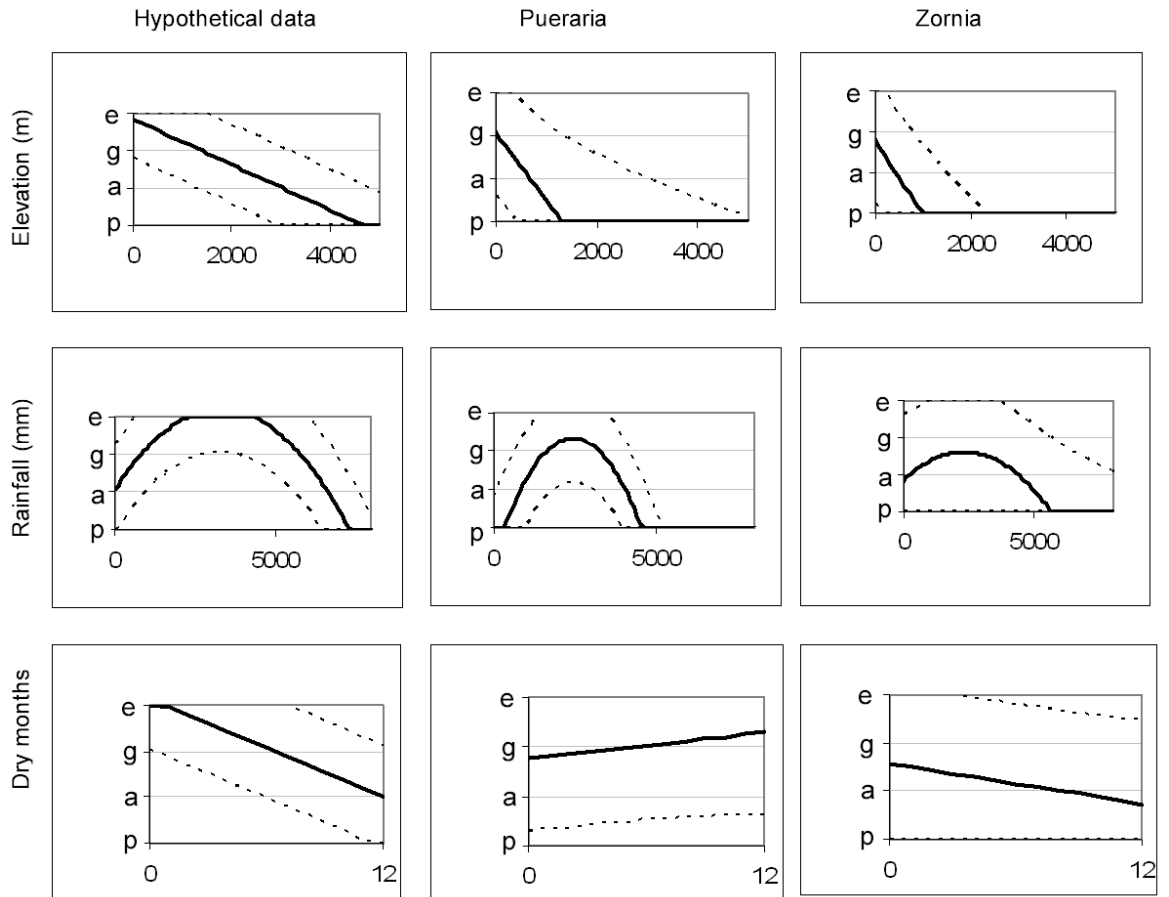 Hypothetical data
Pueraria
Zornia
Elevation (m)
e
g
a
p
0 2000 4000
e
g
a
p
0 2000 4000
e
g
a
p
0 2000 4000
Rainfall (mm)
e
g
a
p
0 5000
e
g
a
p
0 5000
e
g
a
p
0 5000
Dry months
e
g
a
p
0 12
e
g
a
p
0 12
e
g
a
p
0 12